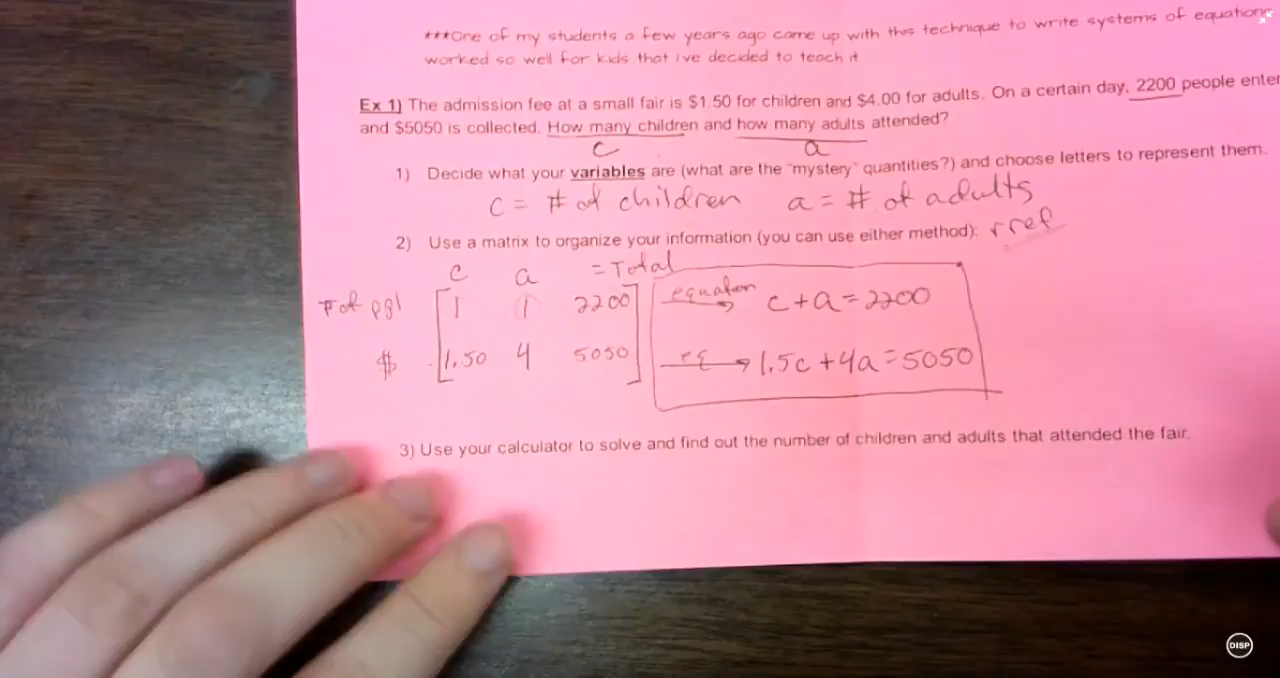 ***One of my students a few years ago came up with this technique to write systems of equation
worked so well for kids that ive decided to teach it
Ex 1) The admission fee at a small fair is $1.50 for children and $4.00 for adults. On a certain day, 2200 people enter
and $5050 is collected. How many children and how many adults attended?
c a
1) Decide what your variables are (what are the "mystery" quantities?) and choose letters to represent them.
c = # of children a = # of adults
2) Use a matrix to organize your information (you can use either method): rref
c a = Total
# of ppl 1 1 2200 equation c+a=2200
$ 1.50 4 5050 eq 1.5c+4a=5050
3) Use your calculator to solve and find out the number of children and adults that attended the fair.
DISP